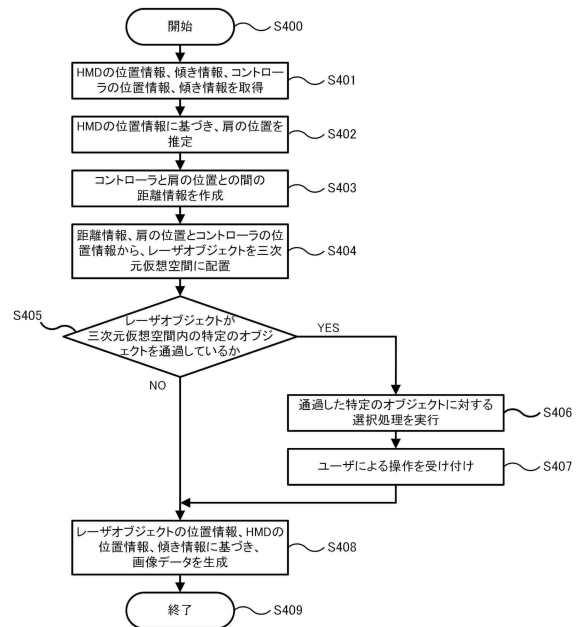 開始
S400
HMDの位置情報、傾き情報、コントロー
ラの位置情報、傾き情報を取得
S401
HMDの位置情報に基づき、肩の位置を
推定
S402
コントローラと肩の位置との間の
距離情報を作成
S403
距離情報、肩の位置とコントローラの位
置情報から、レーザオブジェクトを三次
元仮想空間に配置
S404
S405
レーザオブジェクトが
三次元仮想空間内の特定のオブジ
ェクトを通過しているか
YES
NO
通過した特定のオブジェクトに対する
選択処理を実行
S406
ユーザによる操作を受け付け
S407
レーザオブジェクトの位置情報、HMDの
位置情報、傾き情報に基づき、
画像データを生成
S408
終了
S409